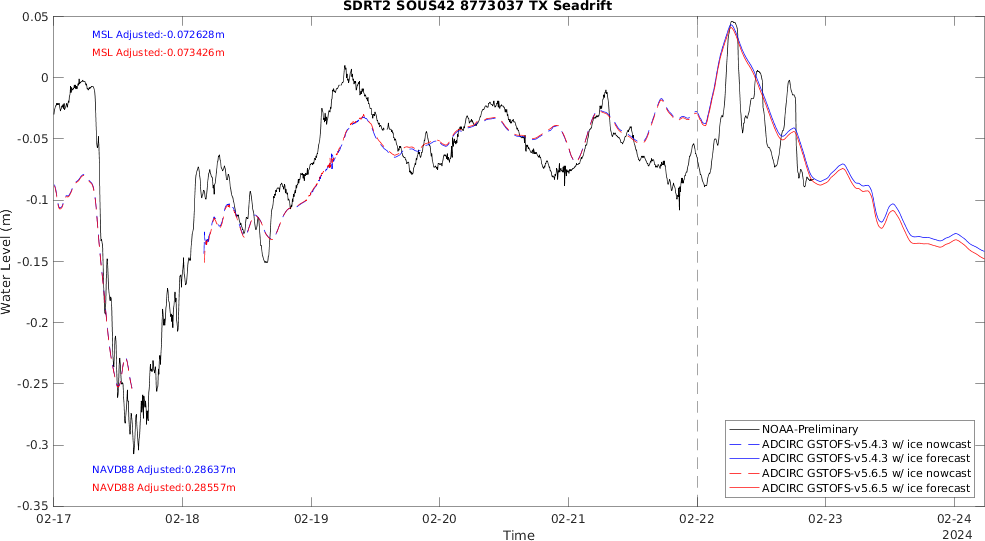 SDRT2 SOUS42 8773037 TX Seadrift
MSL Adjusted:-0.072628m
MSL Adjusted:-0.073426m
NAVD88 Adjusted:0.28637m
NAVD88 Adjusted:0.28557m
Water Level (m)
0.05
0
-0.05
-0.1
-0.15
-0.2
-0.25
-0.3
-0.35
NOAA-Preliminary
ADCIRC GSTOFS-v5.4.3 w/ ice nowcast
ADCIRC GSTOFS-v5.4.3 w/ ice forecast
ADCIRC GSTOFS-v5.6.5 w/ ice nowcast
ADCIRC GSTOFS-v5.6.5 w/ ice forecast
02-17 02-18 02-19 02-20 02-21 02-22 02-23 02-24
Time
2024